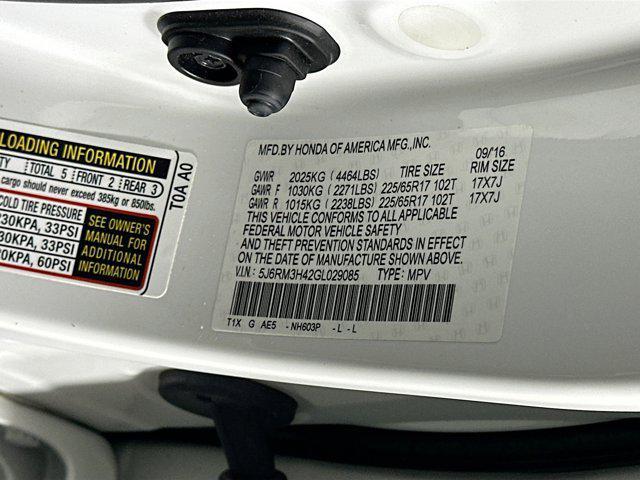 LOADING INFORMATION
TOTAL 5 FRONT 2 REAR 3
cargo should never exceed 385kg or 850lbs.
COLD TIRE PRESSURE
230KPA, 33PSI
30KPA, 33PSI
0KPA, 60PSI
SEE OWNER'S
MANUAL FOR
ADDITIONAL
INFORMATION
T0A A0
MFD.BY HONDA OF AMERICA MFG.,INC. 09/'16
GVWR 2025KG (4464LBS) TIRE SIZE RIM SIZE
GAWR F 1030KG (2271LBS) 225/65R17 102T 17X7J
GAWR R 1015KG (2238LBS) 225/65R17 102T 17X7J
THIS VEHICLE CONFORMS TO ALL APPLICABLE
FEDERAL MOTOR VEHICLE SAFETY
AND THEFT PREVENTION STANDARDS IN EFFECT
ON THE DATE OF MANUFACTURE SHOWN ABOVE.
V.I.N: 5J6RM3H42GL029085 TYPE: MPV
T1X G AE5 -NH603P -L -L